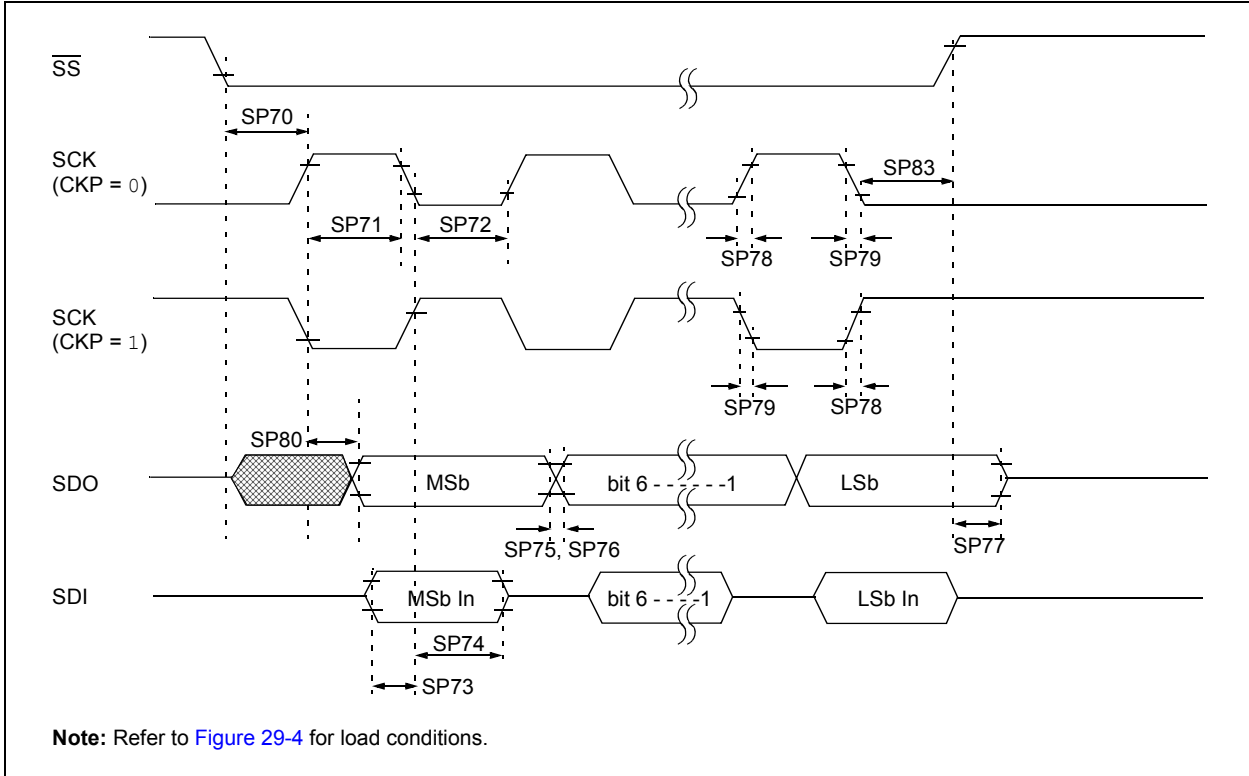 SS
SP70
SCK
(CKP = 0)
SP83
SP71
SP72
SP78
SP79
SCK
(CKP = 1)
SP79
SP78
SP80
SDO
MSb
bit 6 - - - - - -1
LSb
SP75, SP76
SP77
SDI
MSb In
bit 6 - - - -1
LSb In
SP74
SP73
Note: Refer to Figure 29-4 for load conditions.